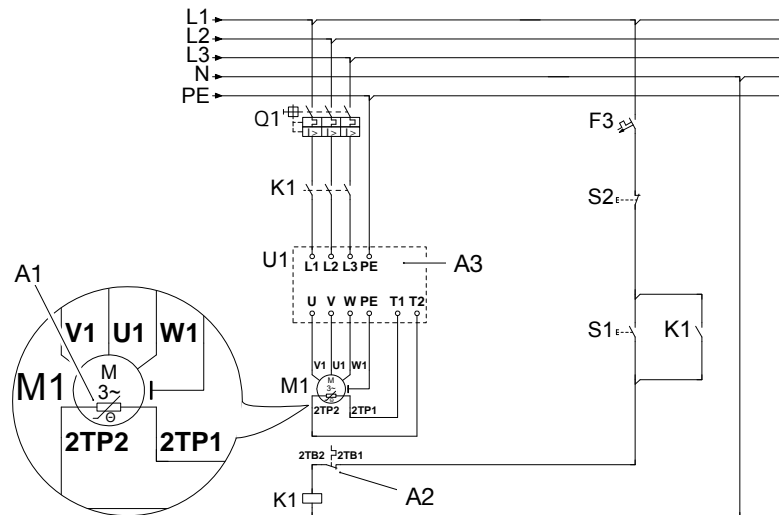 L1
L2
L3
N
PE
Q1
I> I> I>
F3
K1
S2
U1
L1 L2 L3 PE
A3
A1
U V W PE T1 T2
S1
K1
V1 U1 W1
V1 U1 W1
M1
M
3~
M1
M
3~
Θ
2TP2 2TP1
2TP2 2TP1
2TB2 2TB1
K1
A2